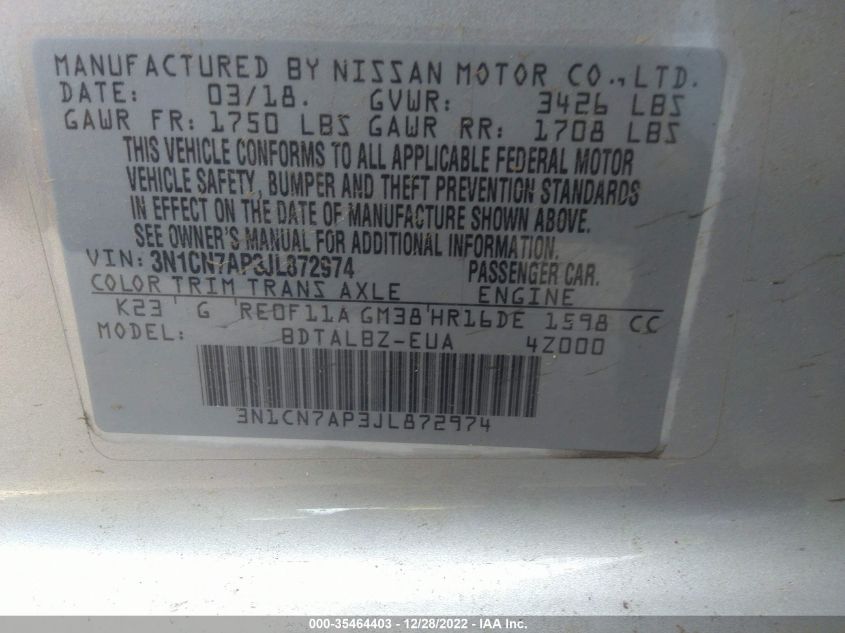 MANUFACTURED BY NISSAN MOTOR CO., LTD.
DATE: 03/18. GVWR: 3426 LBS
GAWR FR: 1750 LBS GAWR RR: 1708 LBS
THIS VEHICLE CONFORMS TO ALL APPLICABLE FEDERAL MOTOR
VEHICLE SAFETY, BUMPER AND THEFT PREVENTION STANDARDS
IN EFFECT ON THE DATE OF MANUFACTURE SHOWN ABOVE.
SEE OWNER'S MANUAL FOR ADDITIONAL INFORMATION.
VIN: 3N1CN7AP3JL872974 PASSENGER CAR.
COLOR TRIM TRANS AXLE ENGINE
K23 ' G 'RE0F11A GM38'HR16DE 1598 CC
BDTALBZ-EUA 4Z000
3N1CN7AP3JL872974
000-35464403 - 12/28/2022 - IAA Inc.